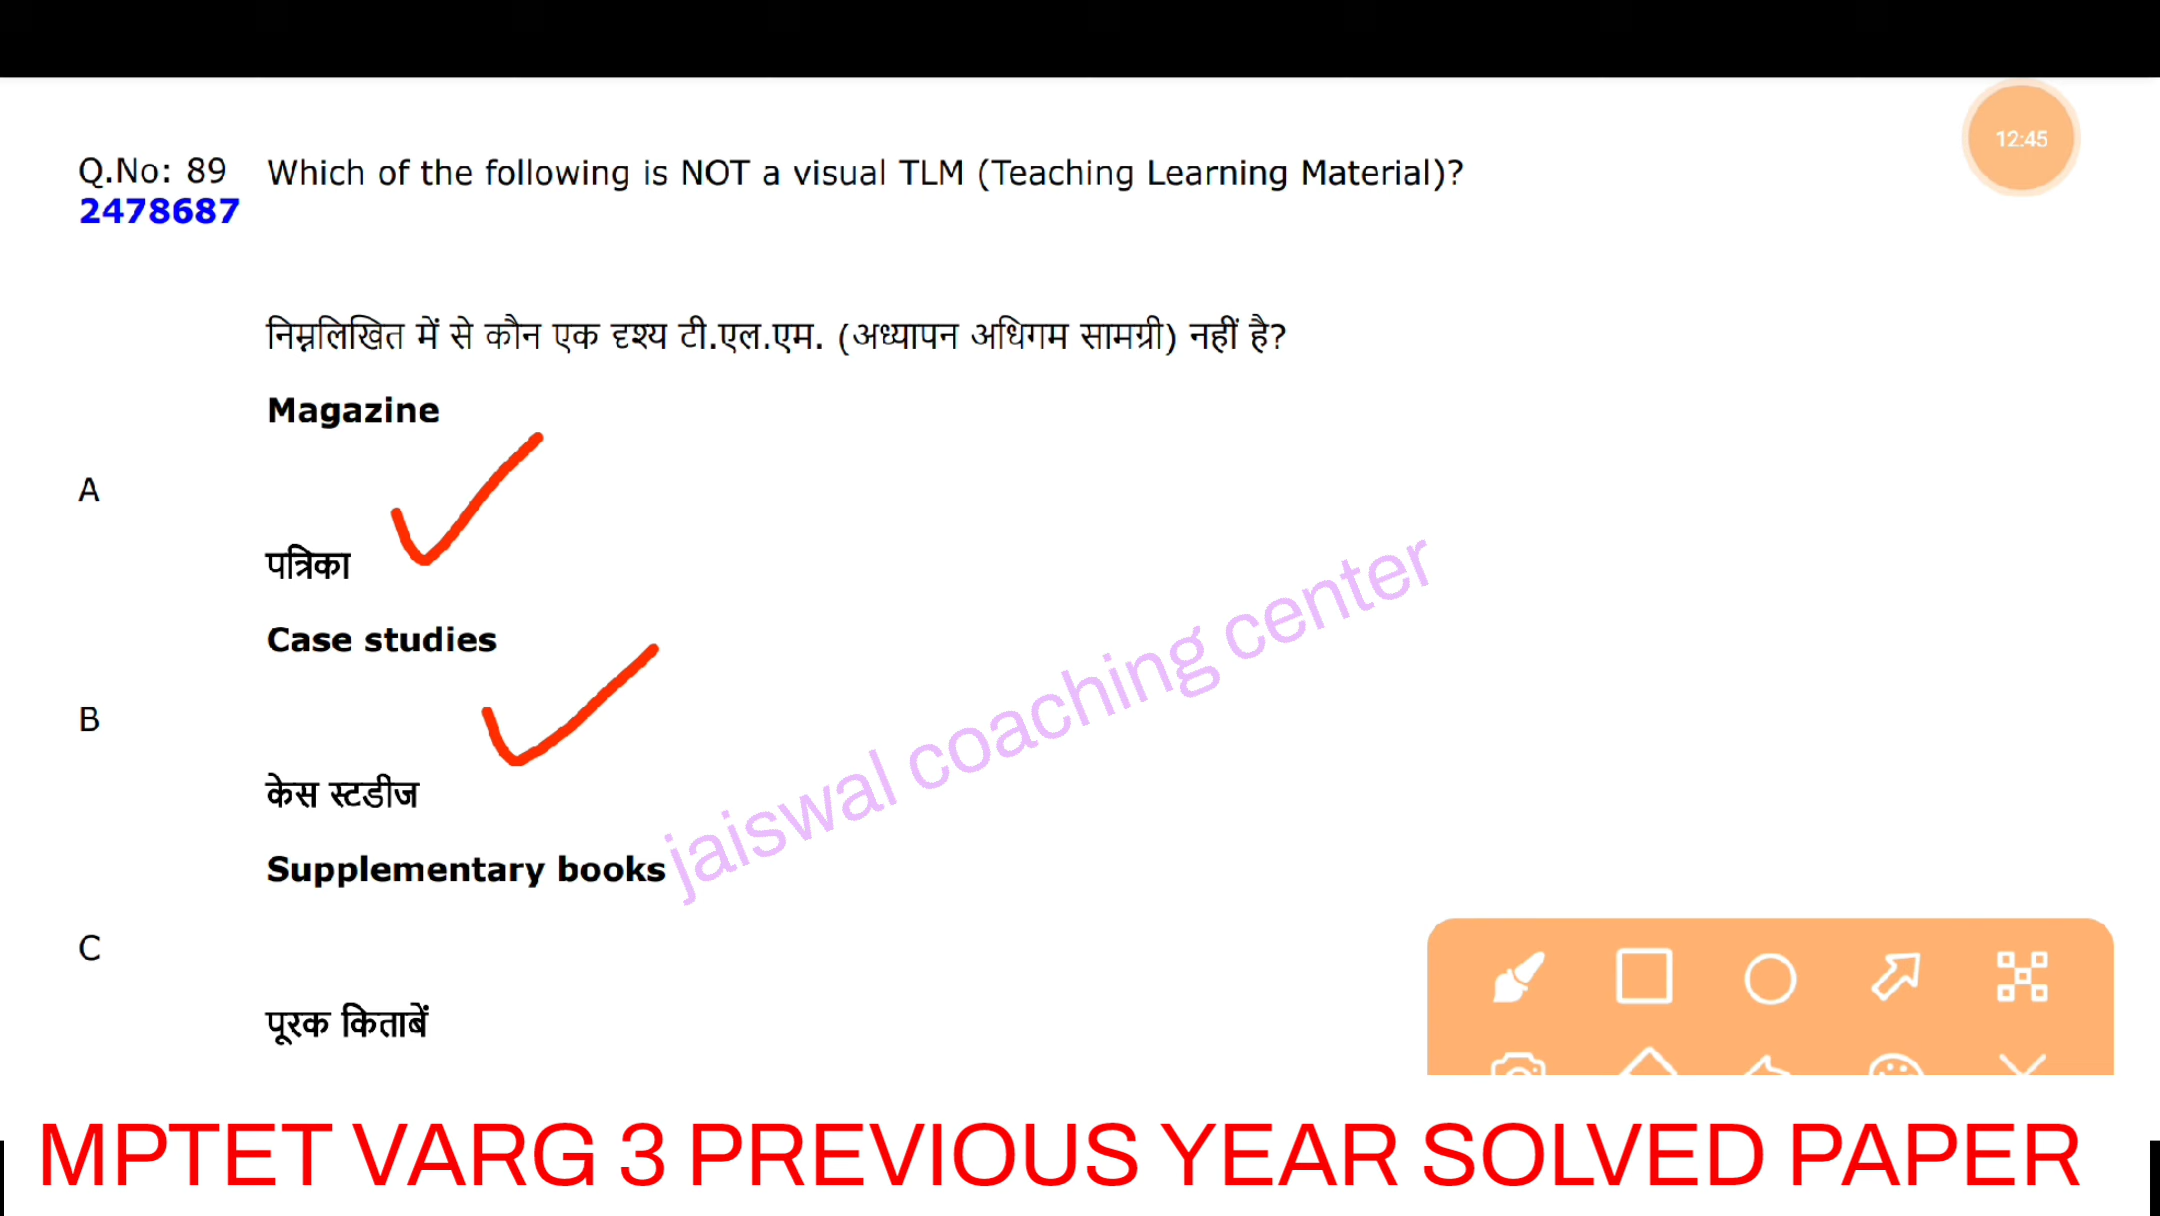 12:45
Q.No: 89 Which of the following is NOT a visual TLM (Teaching Learning Material)?
2478687
निम्नलिखित में से कौन एक दृश्य टी.एल.एम. (अध्यापन अधिगम सामग्री) नहीं है?
Magazine
A
पत्रिका
Case studies
B
केस स्टडीज
Supplementary books
C
पूरक किताबें
jaiswal coaching center
MPTET VARG 3 PREVIOUS YEAR SOLVED PAPER